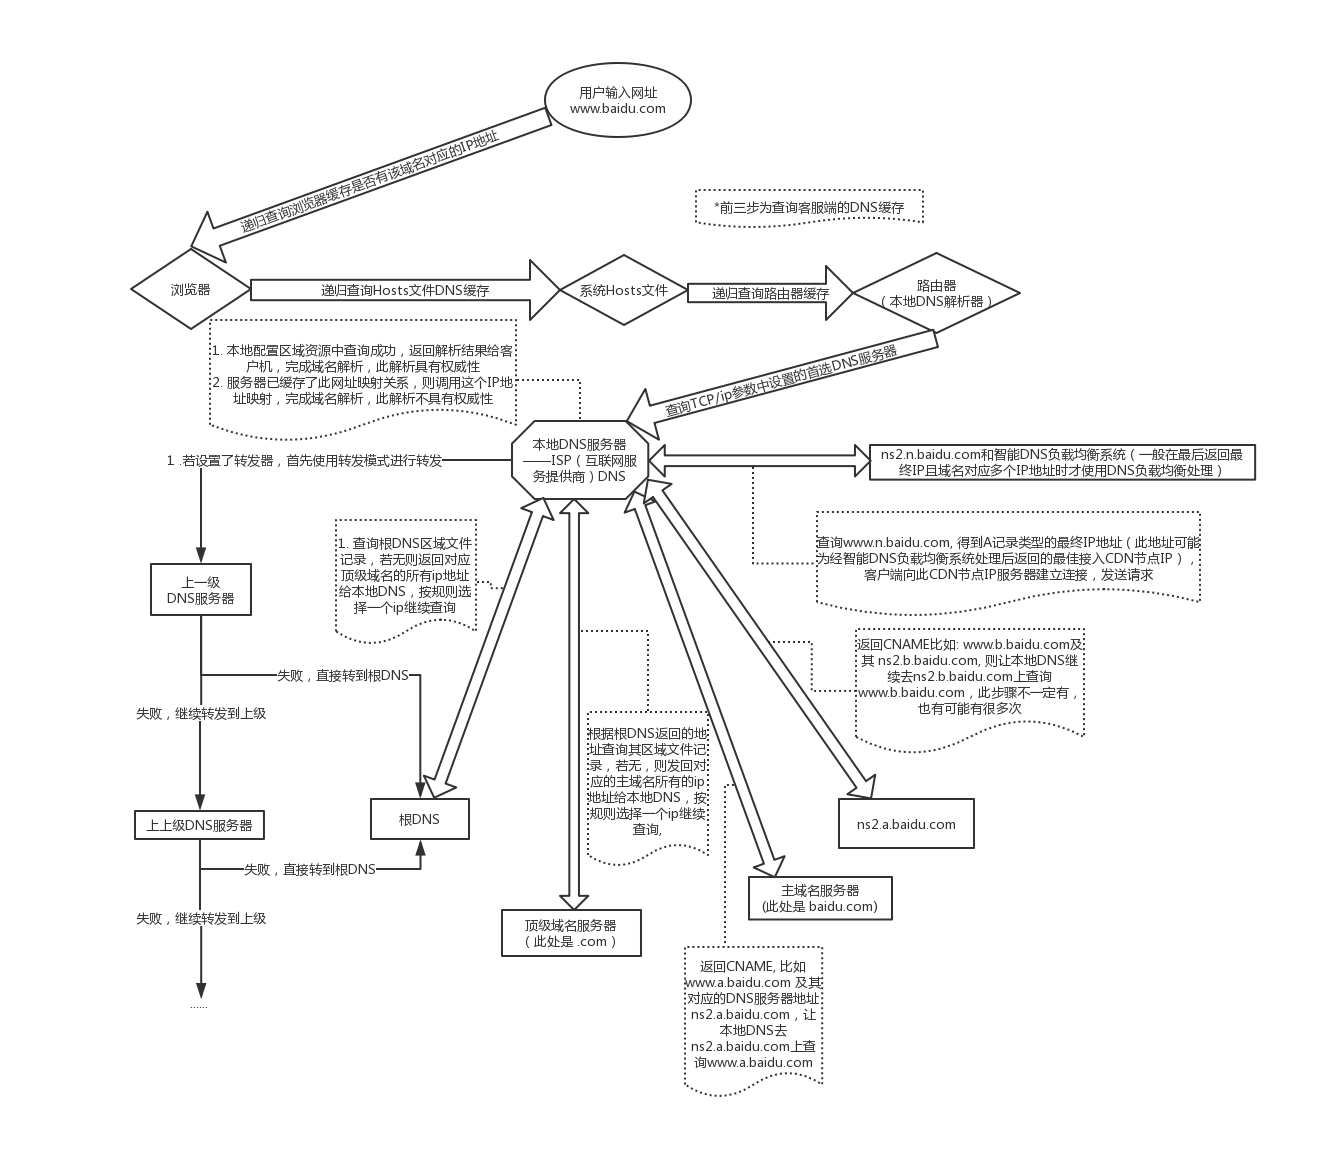 用户输入网址
www.baidu.com
递归查询浏览器缓存是否有该域名对应的IP地址
*前三步为查询客服端的DNS缓存
浏览器
递归查询Hosts文件DNS缓存
系统Hosts文件
递归查询路由器缓存
路由器
（本地DNS解析器）
1. 本地配置区域资源中查询成功，返回解析结果给客
户机，完成域名解析，此解析具有权威性
2. 服务器已缓存了此网址映射关系，则调用这个IP地
址映射，完成域名解析，此解析不具有权威性
查询TCP/ip参数中设置的首选DNS服务器
本地DNS服务器
——ISP（互联网服
务提供商）DNS
1 .若设置了转发器，首先使用转发模式进行转发
ns2.n.baidu.com和智能DNS负载均衡系统（一般在最后返回最
终IP且域名对应多个IP地址时才使用DNS负载均衡处理）
查询www.n.baidu.com, 得到A记录类型的最终IP地址（此地址可能
为经智能DNS负载均衡系统处理后返回的最佳接入CDN节点IP），
客户端向此CDN节点IP服务器建立连接，发送请求
1. 查询根DNS区域文件
记录，若无则返回对应
顶级域名的所有ip地址
给本地DNS，按规则选
择一个ip继续查询
上一级
DNS服务器
返回CNAME比如: www.b.baidu.com及
其 ns2.b.baidu.com, 则让本地DNS继
续去ns2.b.baidu.com上查询
www.b.baidu.com，此步骤不一定有，
也有可能有很多次
失败，直接转到根DNS
失败，继续转发到上级
根据根DNS返回的地
址查询其区域文件记
录，若无，则发回对
应的主域名所有的ip
地址给本地DNS，按
规则选择一个ip继续
查询,
上上级DNS服务器
根DNS
ns2.a.baidu.com
失败，直接转到根DNS
主域名服务器
(此处是 baidu.com)
失败，继续转发到上级
顶级域名服务器
（此处是 .com ）
返回CNAME, 比如
www.a.baidu.com 及其
对应的DNS服务器地址
ns2.a.baidu.com，让
本地DNS去
ns2.a.baidu.com上查
询www.a.baidu.com
……